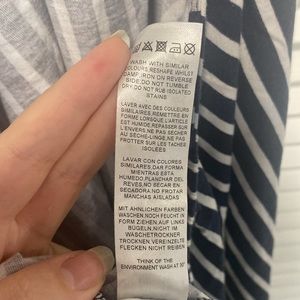 WASH WITH SIMILAR
COLOURS.RESHAPE WHILST
DAMP.IRON ON REVERSE
SIDE.DO NOT TUMBLE
DRY.DO NOT RUB ISOLATED
STAINS
LAVER AVEC DES COULEURS
SIMILAIRES.REMETTRE EN
FORME LORSQUE L'ARTICLE
EST HUMIDE.REPASSER SUR
L'ENVERS.NE PAS SECHER
AU SECHE-LINGE.NE PAS
FROTTER LES TACHES
ISOLÉES
LAVAR CON COLORES
SIMILARES.DAR FORMA
MIENTRAS ESTA
HUMEDO.PLANCHAR DEL
REVES.NO SECAR EN
SECADORA.NO FROTAR
MANCHAS AISLADAS
MIT ÄHNLICHEN FARBEN
WASCHEN.NOCH FEUCHT IN
FORM ZIEHEN.AUF LINKS
BÜGELN.NICHT IM
WASCHETROCKNER
TROCKNEN.VEREINZELTE
FLECKEN NICHT REIBEN.
THINK OF THE
ENVIRONMENT WASH AT 30°